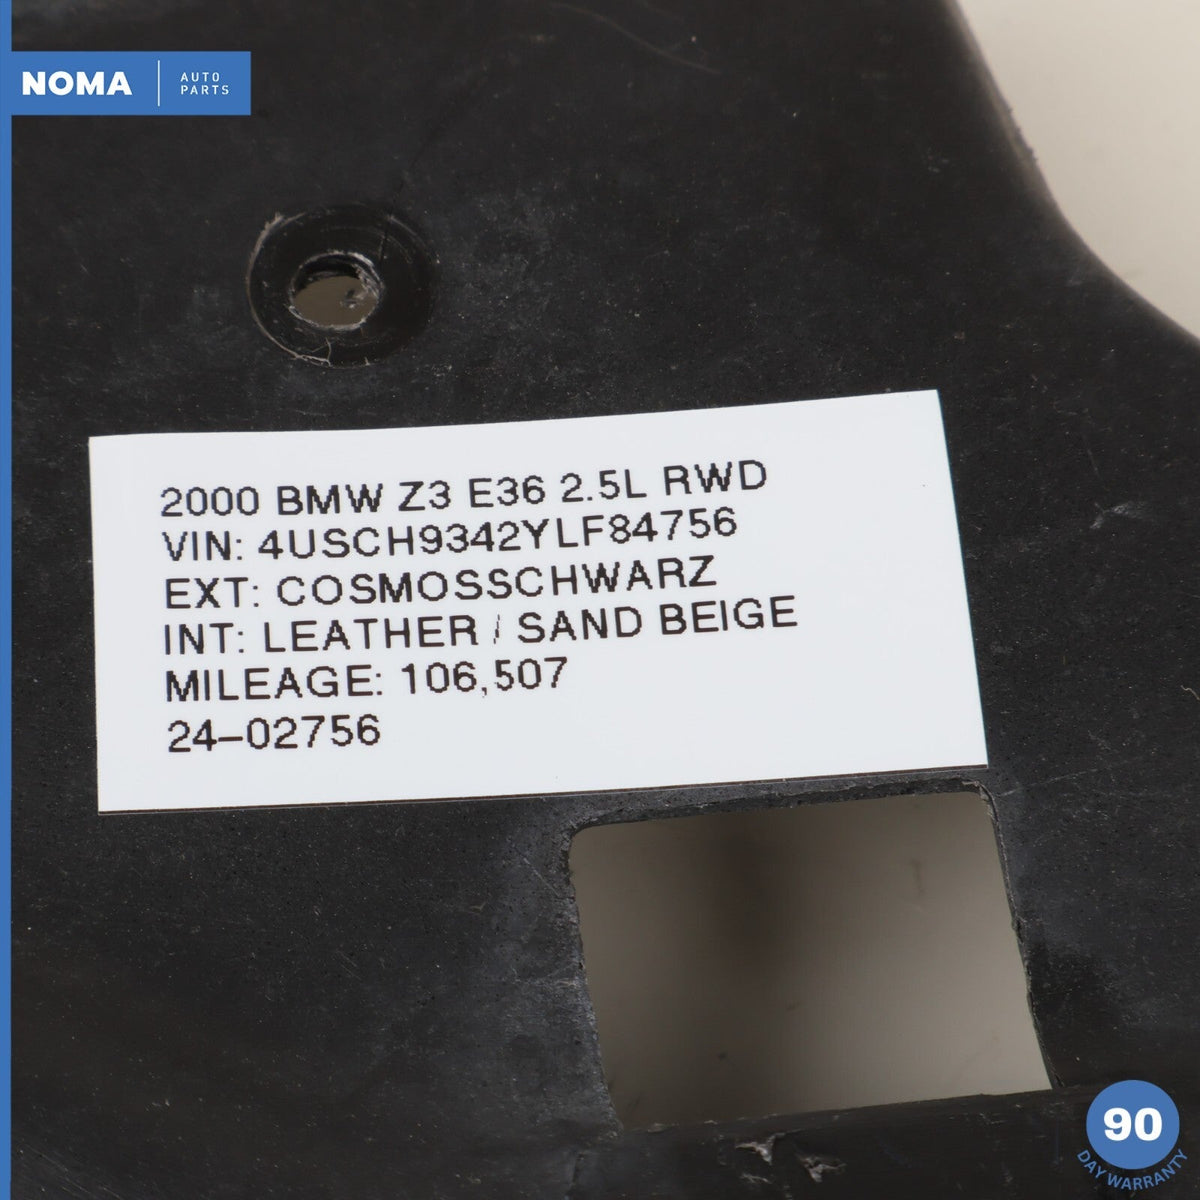 NOMA
AUTO
PARTS
2000 BMW Z3 E36 2.5L RWD
VIN: 4USCH9342YLF84756
EXT: COSMOSSCHWARZ
INT: LEATHER / SAND BEIGE
MILEAGE: 106,507
24-02756
90
DAY WARRANTY